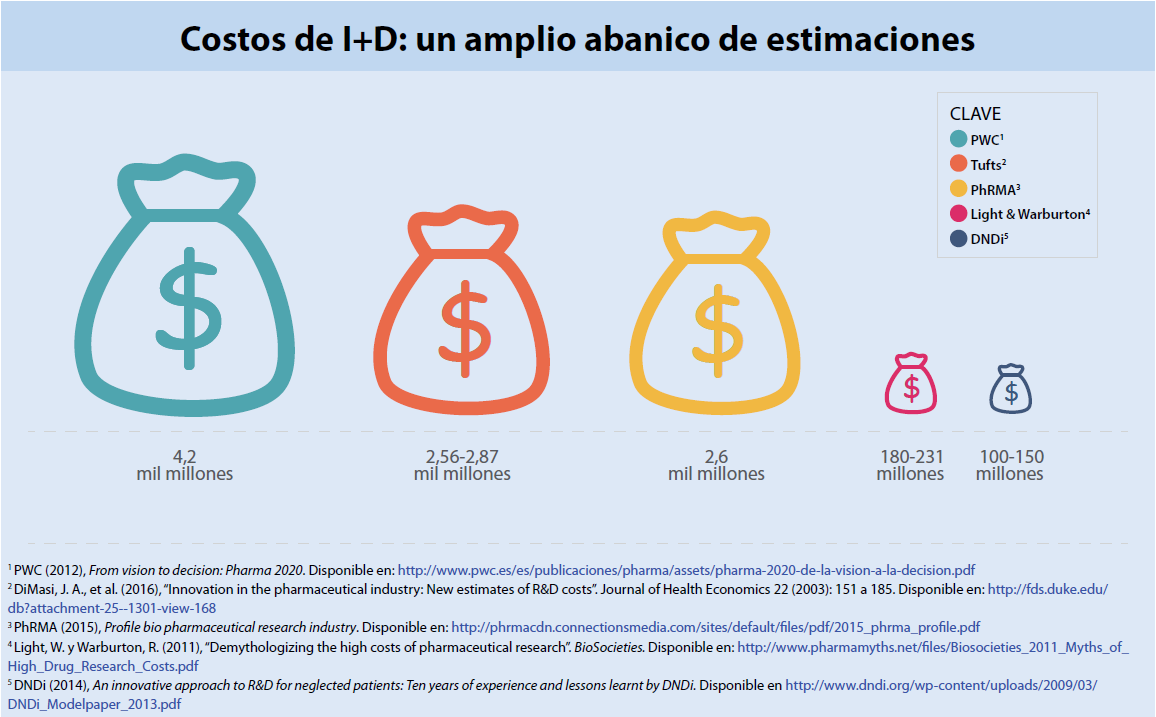 Costos de I+D: un amplio abanico de estimaciones
CLAVE
PWC¹
Tufts²
PhRMA³
Light & Warburton⁴
DNDi⁵
$
$
$
$
$
4,2
mil millones
2,56-2,87
mil millones
2,6
mil millones
180-231
millones
100-150
millones
¹ PWC (2012), From vision to decision: Pharma 2020. Disponible en: http://www.pwc.es/es/publicaciones/pharma/assets/pharma-2020-de-la-vision-a-la-decision.pdf
² DiMasi, J. A., et al. (2016), “Innovation in the pharmaceutical industry: New estimates of R&D costs”. Journal of Health Economics 22 (2003): 151 a 185. Disponible en: http://fds.duke.edu/
db?attachment-25--1301-view-168
³ PhRMA (2015), Profile bio pharmaceutical research industry. Disponible en: http://phrmacdn.connectionsmedia.com/sites/default/files/pdf/2015_phrma_profile.pdf
⁴ Light, W. y Warburton, R. (2011), “Demythologizing the high costs of pharmaceutical research”. BioSocieties. Disponible en: http://www.pharmamyths.net/files/Biosocieties_2011_Myths_of_
High_Drug_Research_Costs.pdf
⁵ DNDi (2014), An innovative approach to R&D for neglected patients: Ten years of experience and lessons learnt by DNDi. Disponible en http://www.dndi.org/wp-content/uploads/2009/03/
DNDi_Modelpaper_2013.pdf